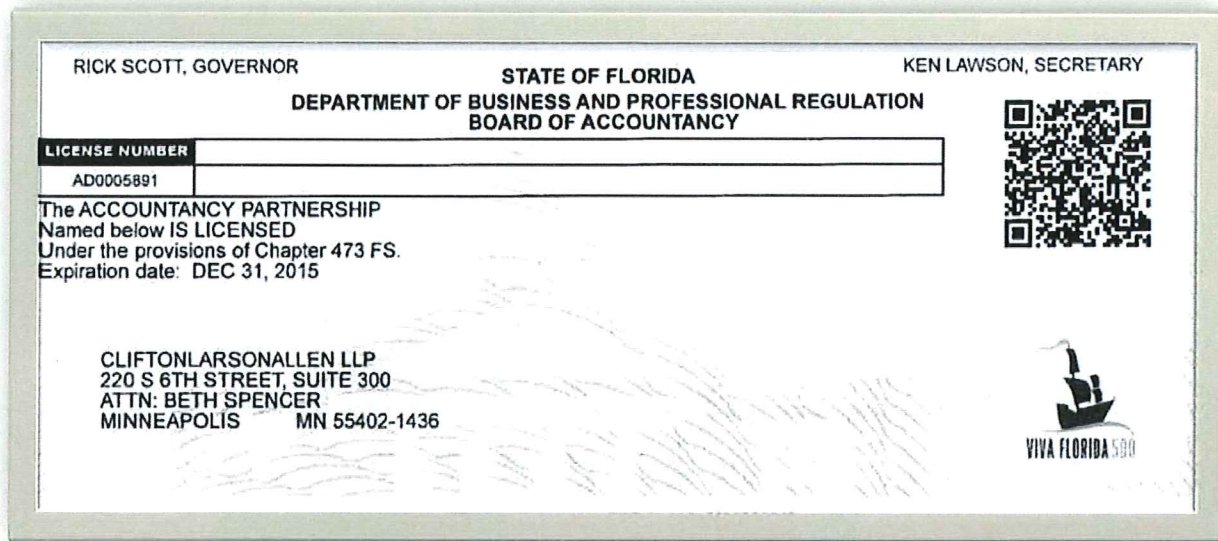 RICK SCOTT, GOVERNOR
KEN LAWSON, SECRETARY
STATE OF FLORIDA
DEPARTMENT OF BUSINESS AND PROFESSIONAL REGULATION
BOARD OF ACCOUNTANCY
LICENSE NUMBER
AD0005891
The ACCOUNTANCY PARTNERSHIP
Named below IS LICENSED
Under the provisions of Chapter 473 FS.
Expiration date: DEC 31, 2015
CLIFTONLARSONALLEN LLP
220 S 6TH STREET, SUITE 300
ATTN: BETH SPENCER
MINNEAPOLIS MN 55402-1436
VIVA FLORIDA 500